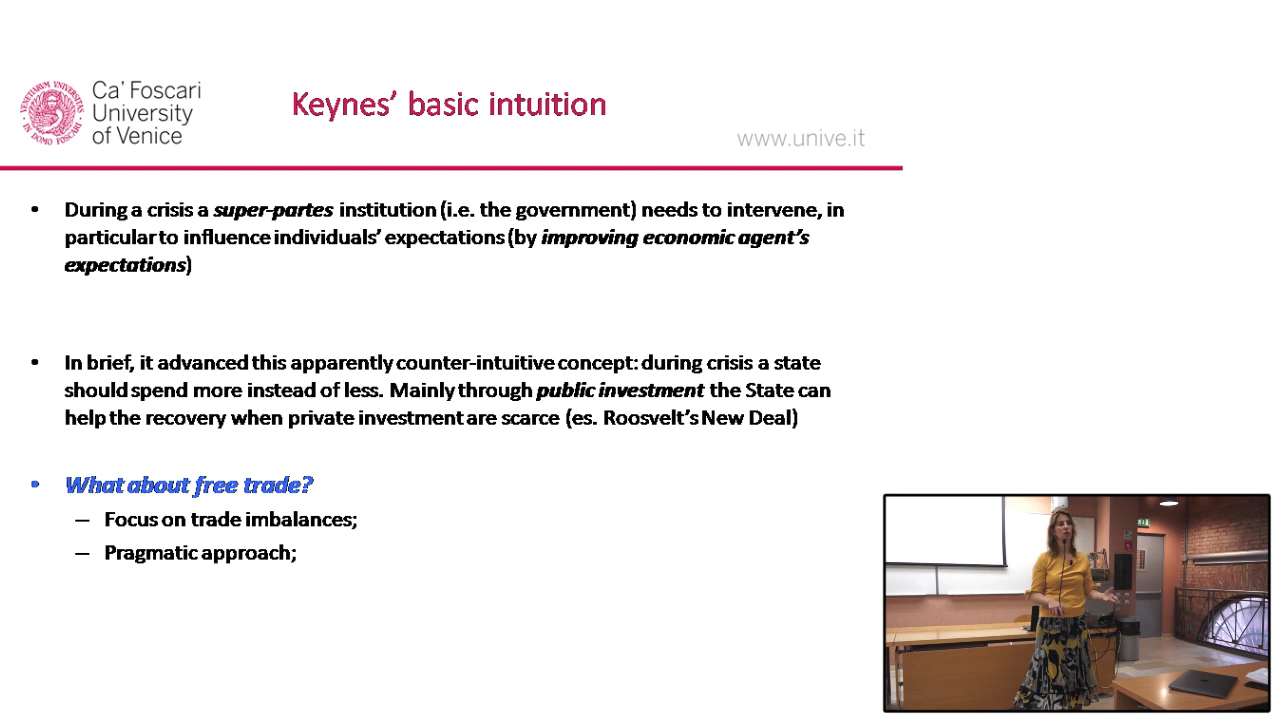 Ca' Foscari
University
of Venice
Keynes' basic intuition
www.unive.it
• During a crisis a super-partes institution (i.e. the government) needs to intervene, in
particular to influence individuals' expectations (by improving economic agent's
expectations)
• In brief, it advanced this apparently counter-intuitive concept: during crisis a state
should spend more instead of less. Mainly through public investment the State can
help the recovery when private investment are scarce (es. Roosvelt's New Deal)
• What about free trade?
– Focus on trade imbalances;
– Pragmatic approach;